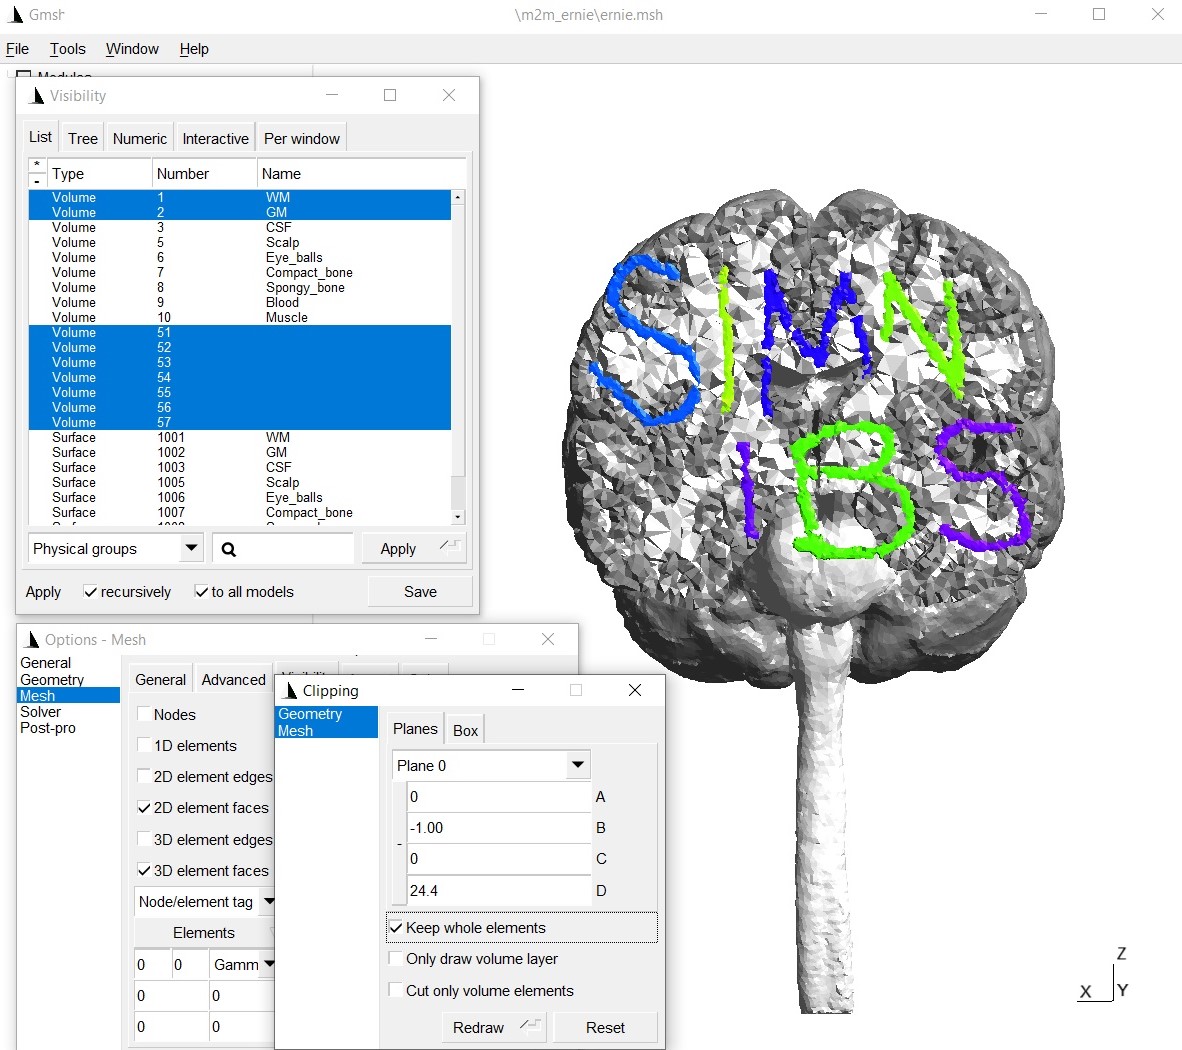 Gmsh
\m2m_ernie\ernie.msh
File Tools Window Help
Modules
Visibility
List Tree Numeric Interactive Per window
* - Type Number Name
Volume 1 WM
Volume 2 GM
Volume 3 CSF
Volume 5 Scalp
Volume 6 Eye_balls
Volume 7 Compact_bone
Volume 8 Spongy_bone
Volume 9 Blood
Volume 10 Muscle
Volume 51
Volume 52
Volume 53
Volume 54
Volume 55
Volume 56
Volume 57
Surface 1001 WM
Surface 1002 GM
Surface 1003 CSF
Surface 1005 Scalp
Surface 1006 Eye_balls
Surface 1007 Compact_bone
Physical groups Apply
Apply recursively to all models Save
SIMN
IBS
Options - Mesh
General
Geometry
Mesh
Solver
Post-pro
General Advanced
Nodes
1D elements
2D element edges
2D element faces
3D element edges
3D element faces
Node/element tag
Elements
0 0 Gamm
0 0
0 0
Clipping
Geometry
Mesh
Planes Box
Plane 0
0 A
-1.00 B
- 0 C
24.4 D
Keep whole elements
Only draw volume layer
Cut only volume elements
Redraw Reset
Z
X Y